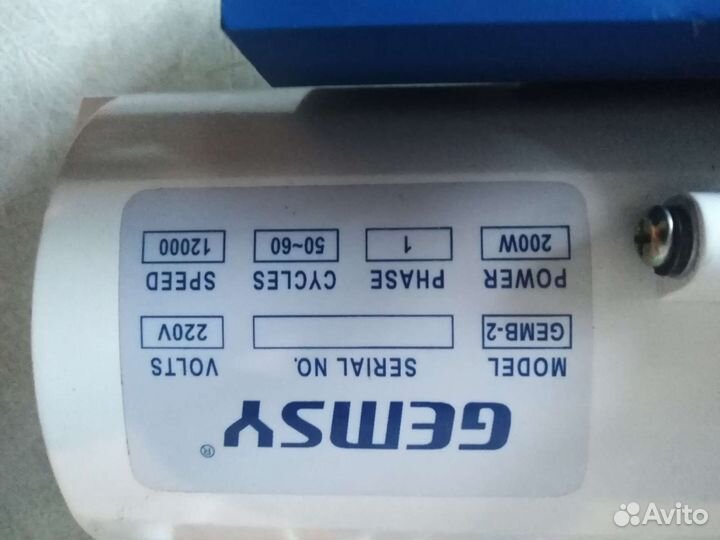 GEMSY®
MODEL SERIAL NO. VOLTS
GEMB-2 220V
POWER PHASE CYCLES SPEED
200W 1 50~60 12000
Avito